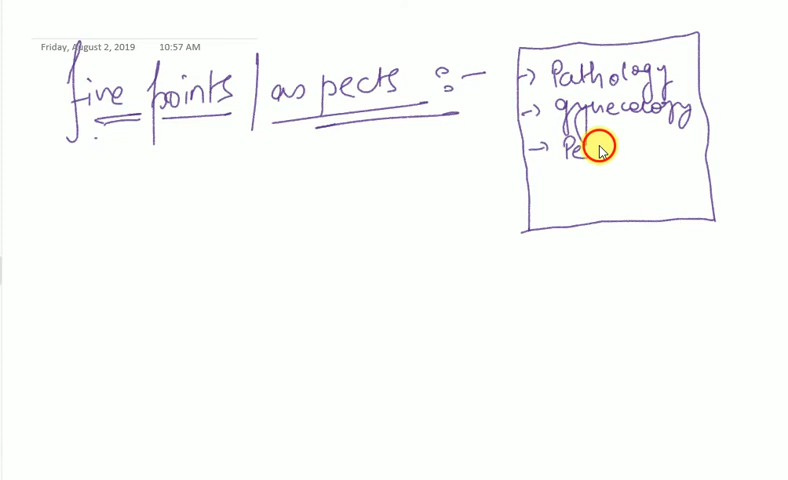 Friday, August 2, 2019 10:57 AM
five points | aspects :-
→ Pathology
→ Gynecology
→ Pe